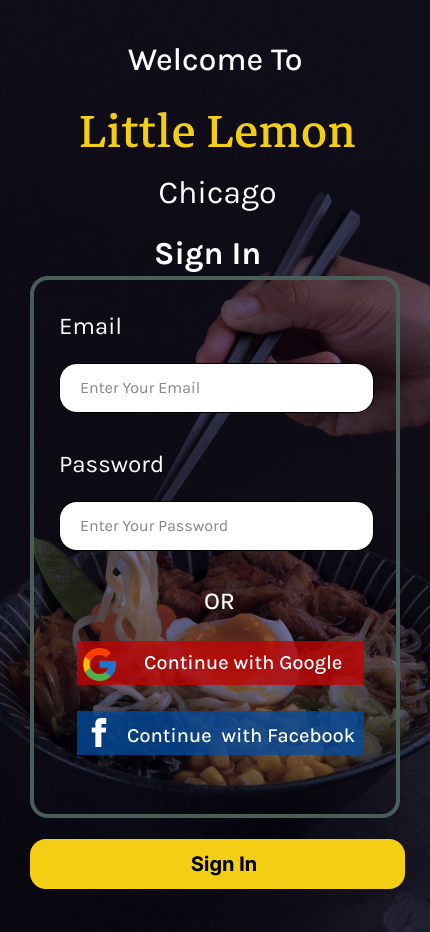 Welcome To
Little Lemon
Chicago
Sign In
Email
Enter Your Email
Password
Enter Your Password
OR
Continue with Google
Continue with Facebook
Sign In